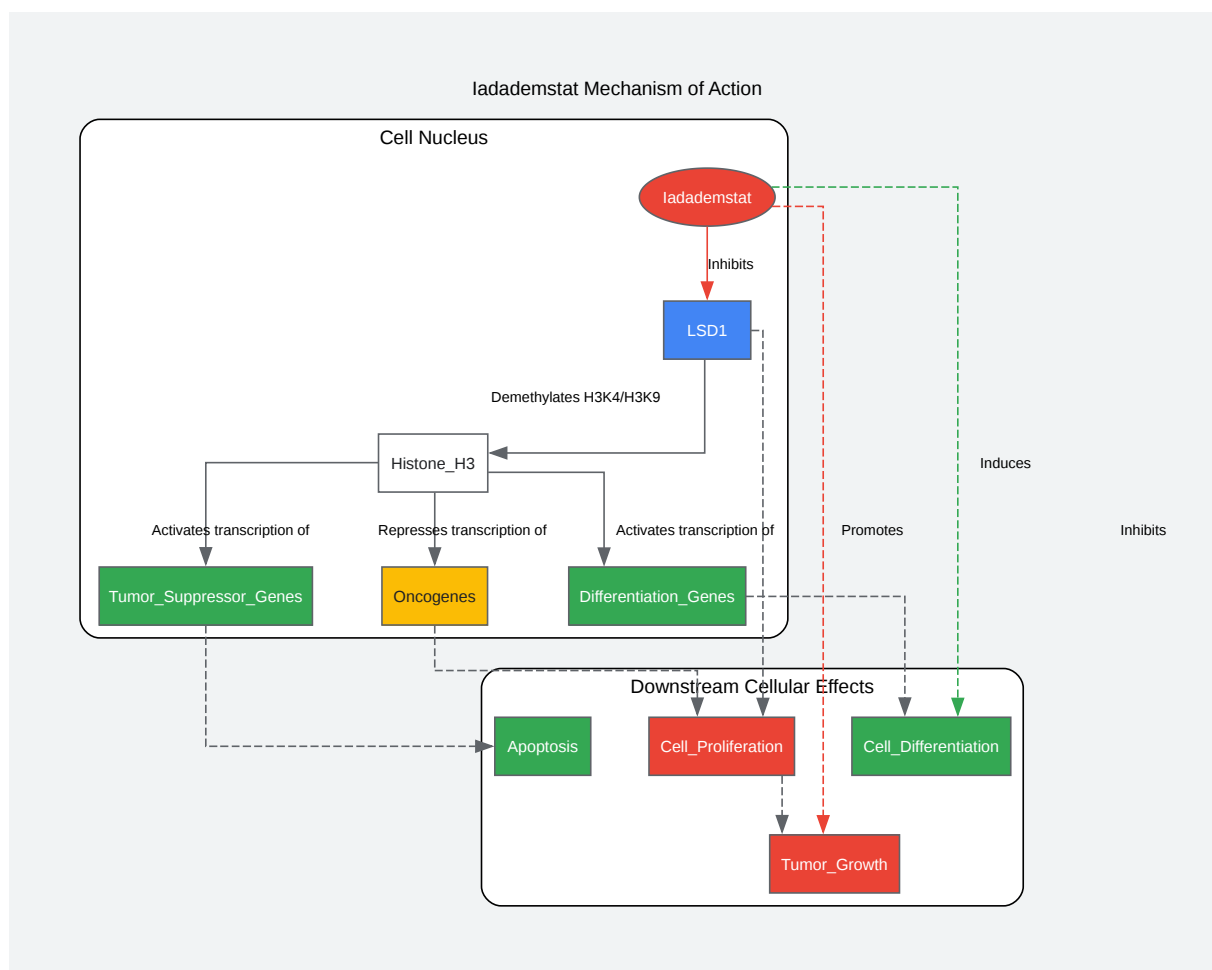 Iadademstat Mechanism of Action
Cell Nucleus
Iadademstat
Inhibits
LSD1
Demethylates H3K4/H3K9
Histone_H3
Induces
Activates transcription of
Represses transcription of
Activates transcription of
Promotes
Inhibits
Tumor_Suppressor_Genes
Oncogenes
Differentiation_Genes
Downstream Cellular Effects
Apoptosis
Cell_Proliferation
Cell_Differentiation
Tumor_Growth